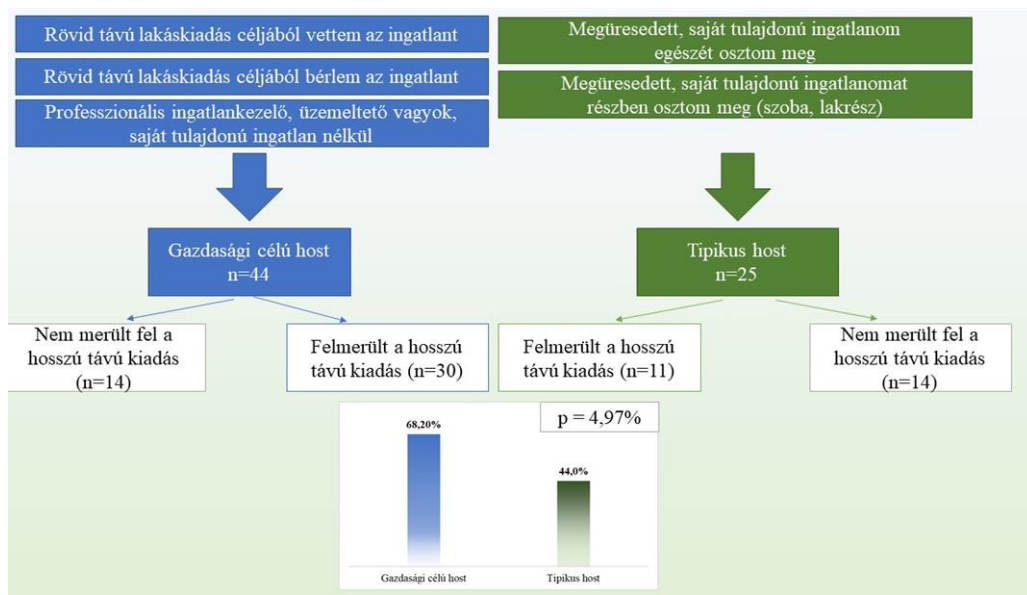 Rövid távú lakáskiadás céljából vettem az ingatlant
Rövid távú lakáskiadás céljából bérlem az ingatlant
Professzionális ingatlankezelő, üzemeltető vagyok,
saját tulajdonú ingatlan nélkül
Megüresedett, saját tulajdonú ingatlanom
egészét osztom meg
Megüresedett, saját tulajdonú ingatlanomat
részben osztom meg (szoba, lakrész)
Gazdasági célú host
n=44
Tipikus host
n=25
Nem merült fel a
hosszú távú kiadás
(n=14)
Felmerült a hosszú
távú kiadás (n=30)
Felmerült a hosszú
távú kiadás (n=11)
Nem merült fel a
hosszú távú kiadás
(n=14)
p = 4,97%
68,20%
44,0%
Gazdasági célú host
Tipikus host